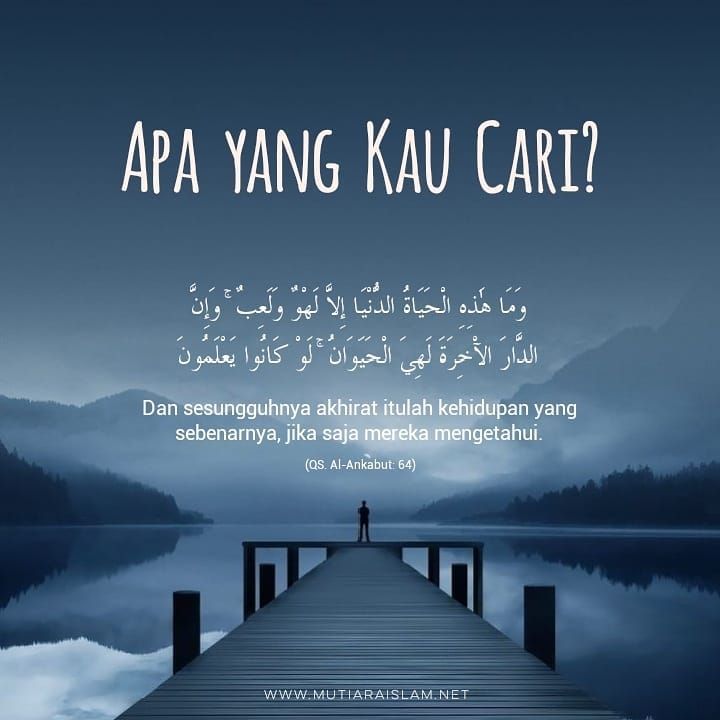 Apa yang Kau Cari?
وَمَا هَٰذِهِ الْحَيَاةُ الدُّنْيَا إِلاَّ لَهْوٌ وَلَعِبٌ ۚ وَإِنَّ
الدَّارَ الْآخِرَةَ لَهِيَ الْحَيَوَانُ ۚ لَوْ كَانُوا يَعْلَمُونَ
Dan sesungguhnya akhirat itulah kehidupan yang
sebenarnya, jika saja mereka mengetahui.
(QS. Al-Ankabut: 64)
WWW.MUTIARAISLAM.NET